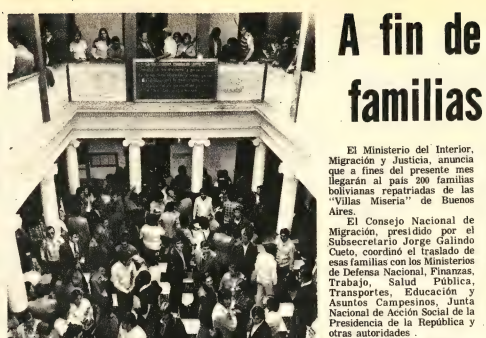 A fin de
familias
El Ministerio del Interior,
Migración y Justicia, anuncia
que a fines del presente mes
llegarán al país 200 familias
bolivianas repatriadas de las
"Villas Miseria" de Buenos
Aires.
El Consejo Nacional de
Migración, presidido por el
Subsecretario Jorge Galindo
Cueto, coordinó el traslado de
esas familias con los Ministerios
de Defensa Nacional, Finanzas,
Trabajo, Salud Pública,
Transportes, Educación y
Asuntos Campesinos, Junta
Nacional de Acción Social de la
Presidencia de la República y
otras autoridades .